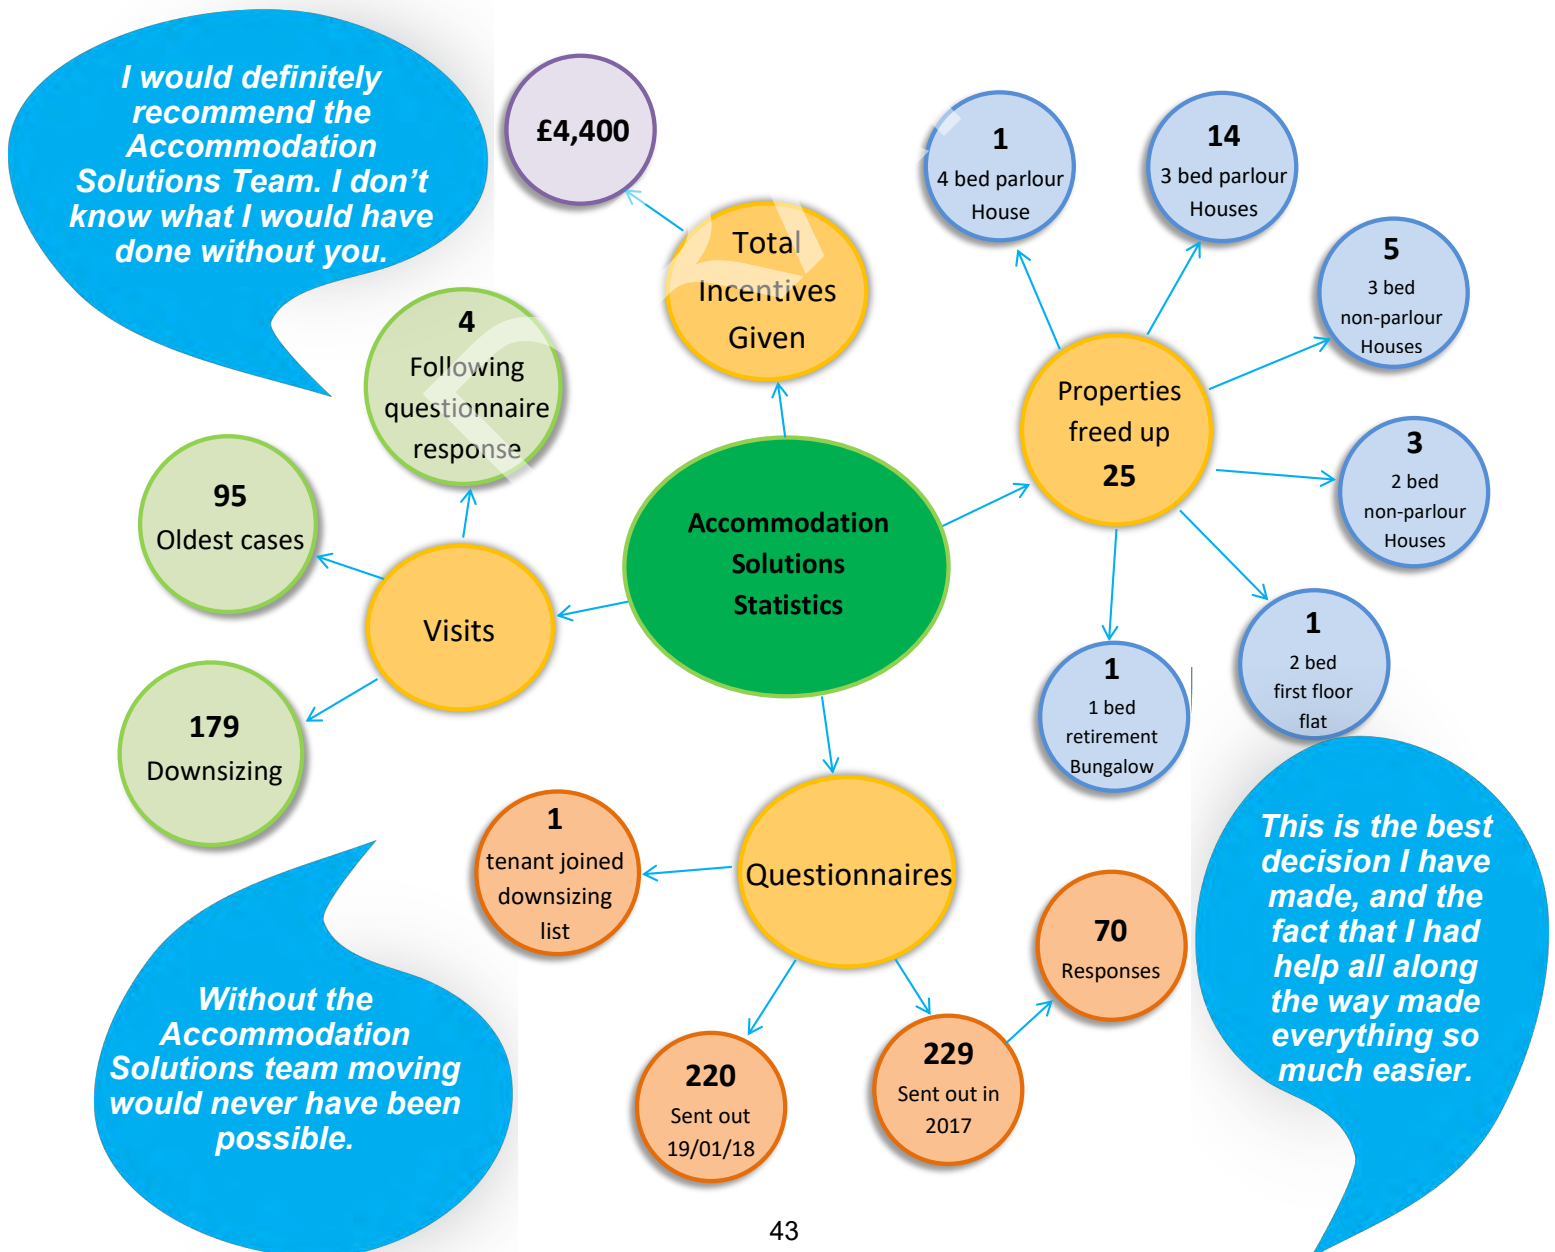 I would definitely
recommend the
Accommodation
Solutions Team. I don't
know what I would have
done without you.
£4,400
Total
Incentives
Given
1
4 bed parlour
House
14
3 bed parlour
Houses
5
3 bed
non-parlour
Houses
3
2 bed
non-parlour
Houses
1
2 bed
first floor
flat
1
1 bed
retirement
Bungalow
Properties
freed up
25
4
Following
questionnaire
response
95
Oldest cases
179
Downsizing
Visits
Accommodation
Solutions
Statistics
Questionnaires
1
tenant joined
downsizing
list
220
Sent out
19/01/18
229
Sent out in
2017
70
Responses
Without the
Accommodation
Solutions team moving
would never have been
possible.
This is the best
decision I have
made, and the
fact that I had
help all along
the way made
everything so
much easier.
43